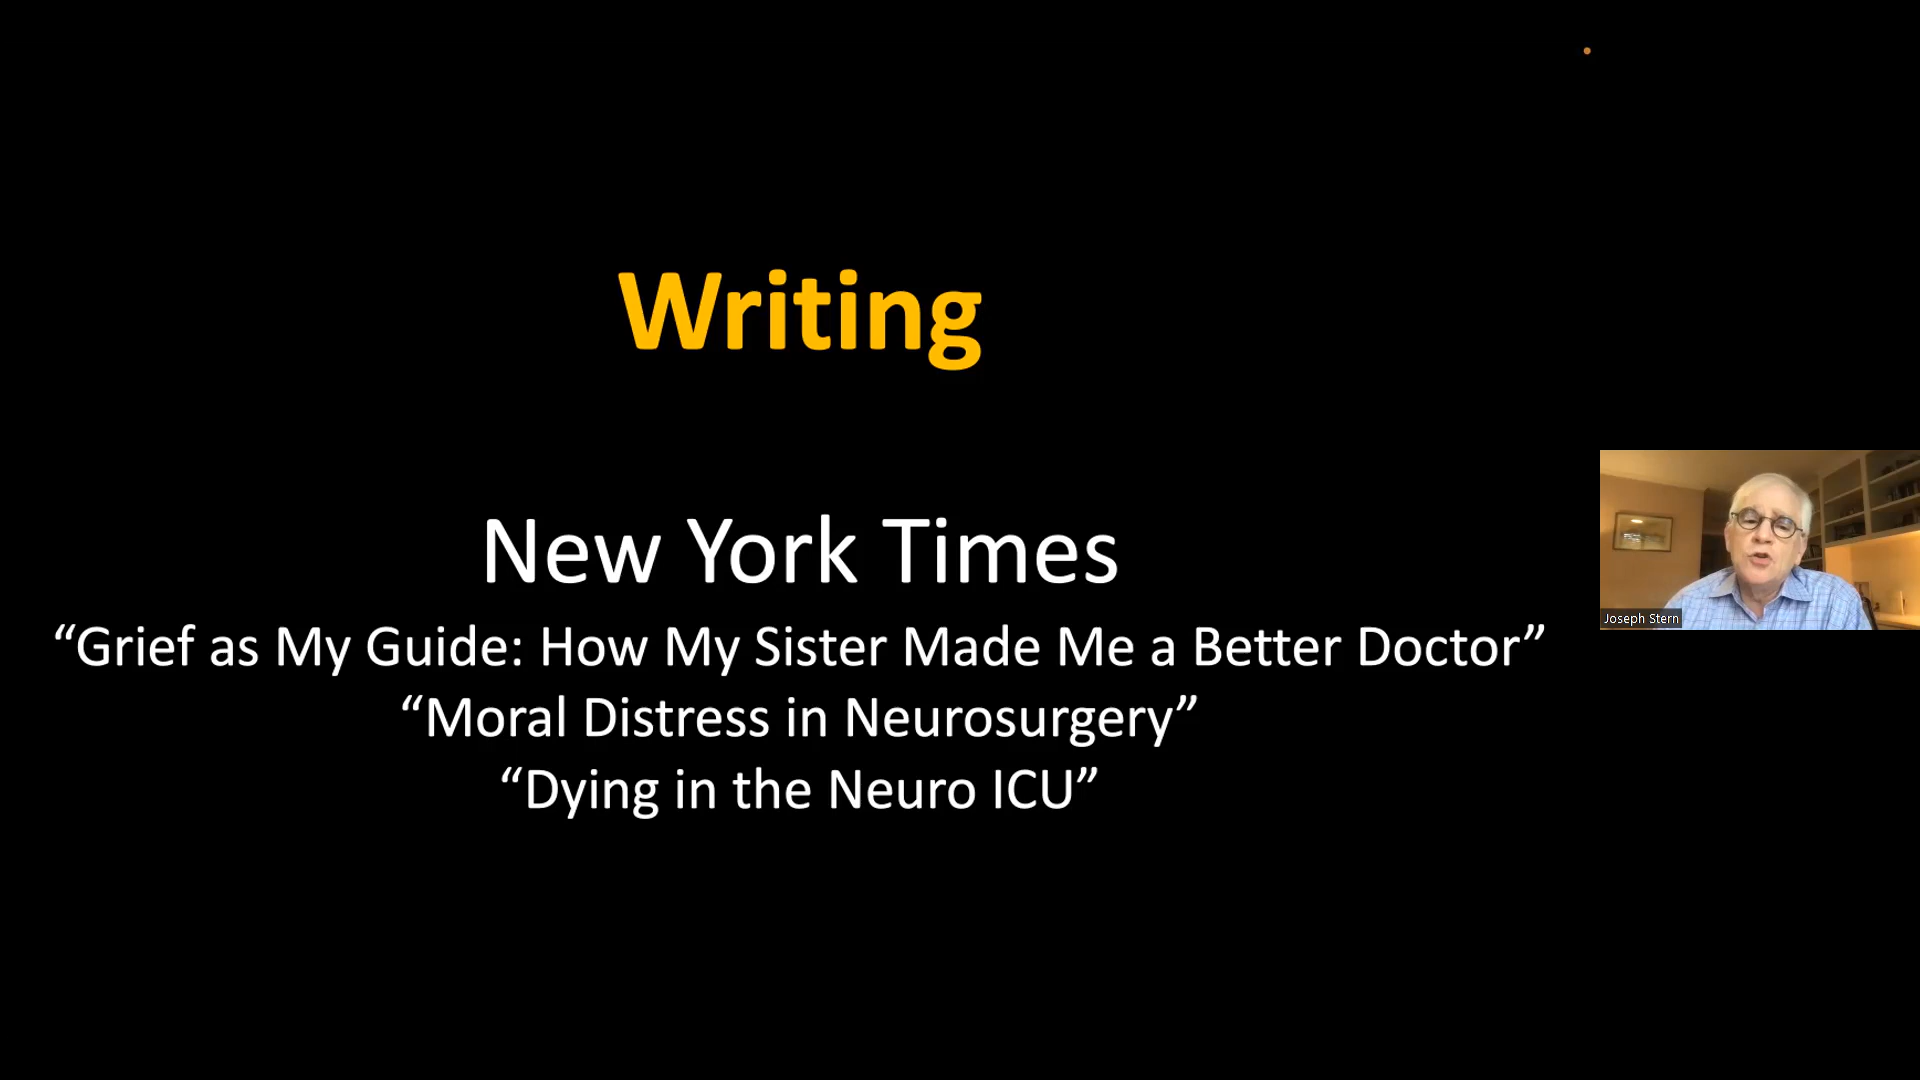 Writing
New York Times
“Grief as My Guide: How My Sister Made Me a Better Doctor”
“Moral Distress in Neurosurgery”
“Dying in the Neuro ICU”
Joseph Stern